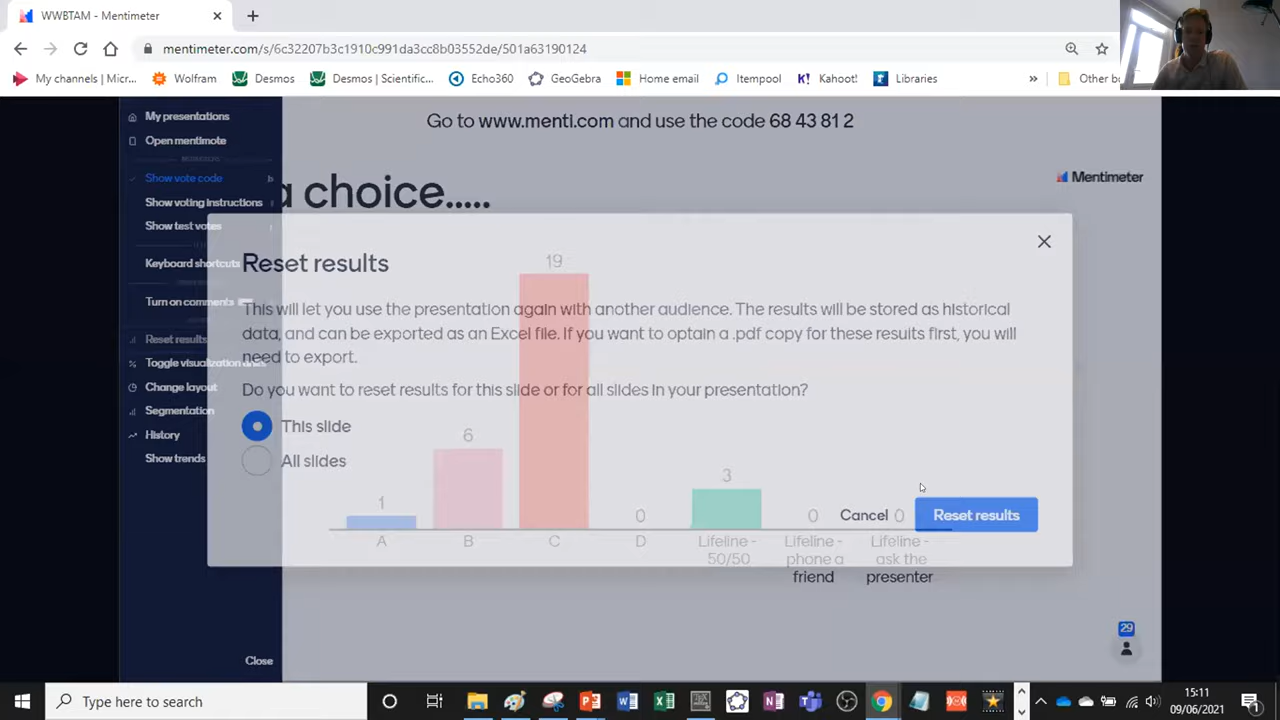 WWBTAM - Mentimeter
mentimeter.com/s/6c32207b3c1910c991da3cc8b03552de/501a63190124
My channels | Micr...
Wolfram
Desmos
Desmos | Scientific...
Echo360
GeoGebra
Home email
Itempool
Kahoot!
Libraries
»
Other b
My presentations
Open mentimote
Show vote code
Show voting instructions
Show test votes
Keyboard shortcuts
Turn on comments
Reset results
Toggle visualization
Change layout
Segmentation
History
Show trends
Close
Go to www.menti.com and use the code 68 43 81 2
a choice.....
Mentimeter
Reset results
This will let you use the presentation again with another audience. The results will be stored as historical
data, and can be exported as an Excel file. If you want to optain a .pdf copy for these results first, you will
need to export.
Do you want to reset results for this slide or for all slides in your presentation?
This slide
All slides
Cancel
Reset results
1
6
19
0
3
0
0
A
B
C
D
Lifeline -
50/50
Lifeline -
phone a
friend
Lifeline -
ask the
presenter
29
Type here to search
15:11
09/06/2021
1